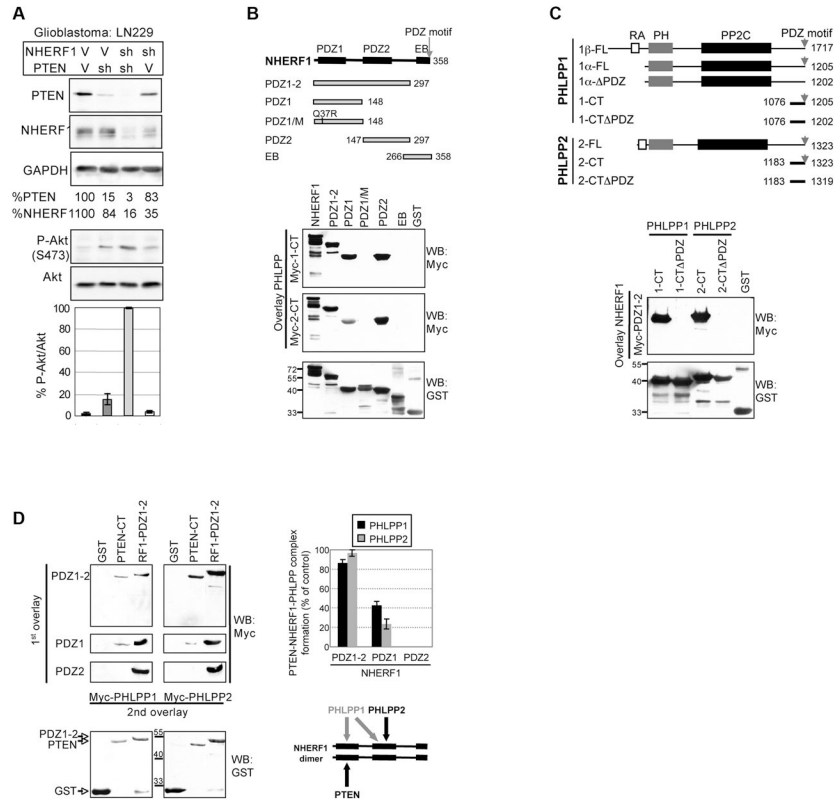 A
Glioblastoma: LN229
NHERF1 V V sh sh
PTEN V sh sh V
PTEN
NHERF1
GAPDH
%PTEN 100 15 3 83
%NHERF1 100 84 16 35
P-Akt
(S473)
Akt
% P-Akt/Akt
100
80
60
40
20
0
B
PDZ motif
PDZ1 PDZ2 EB
NHERF1 358
PDZ1-2 297
PDZ1 148
Q37R
PDZ1/M 148
PDZ2 147 297
EB 266 358
NHERF1 PDZ1-2 PDZ1 PDZ1/M PDZ2 EB GST
Overlay PHLPP
Myc-1-CT
WB:
Myc
Myc-2-CT
WB:
Myc
72
55
40
33
WB:
GST
C
PDZ motif
RA PH PP2C
PHLPP1
1β-FL 1717
1α-FL 1205
1α-ΔPDZ 1202
1-CT 1076 1205
1-CTΔPDZ 1076 1202
PHLPP2
2-FL 1323
2-CT 1183 1323
2-CTΔPDZ 1183 1319
PHLPP1 PHLPP2
1-CT 1-CTΔPDZ 2-CT 2-CTΔPDZ GST
Overlay NHERF1
Myc-PDZ1-2
WB:
Myc
55
40
33
WB:
GST
D
GST PTEN-CT RF1-PDZ1-2 GST PTEN-CT RF1-PDZ1-2
1st overlay
PDZ1-2
PDZ1
PDZ2
WB:
Myc
Myc-PHLPP1 Myc-PHLPP2
2nd overlay
PDZ1-2
PTEN
GST
55
40
33
WB:
GST
PHLPP1
PHLPP2
PTEN-NHERF1-PHLPP complex
formation (% of control)
100
80
60
40
20
0
PDZ1-2 PDZ1 PDZ2
NHERF1
PHLPP1 PHLPP2
NHERF1
dimer
PTEN